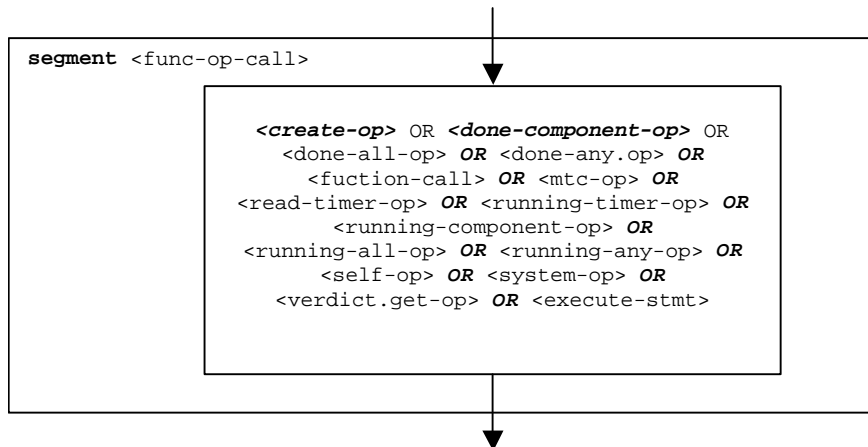 segment <func-op-call>
<create-op> OR <done-component-op> OR
<done-all-op> OR <done-any.op> OR
<fuction-call> OR <mtc-op> OR
<read-timer-op> OR <running-timer-op> OR
<running-component-op> OR
<running-all-op> OR <running-any-op> OR
<self-op> OR <system-op> OR
<verdict.get-op> OR <execute-stmt>